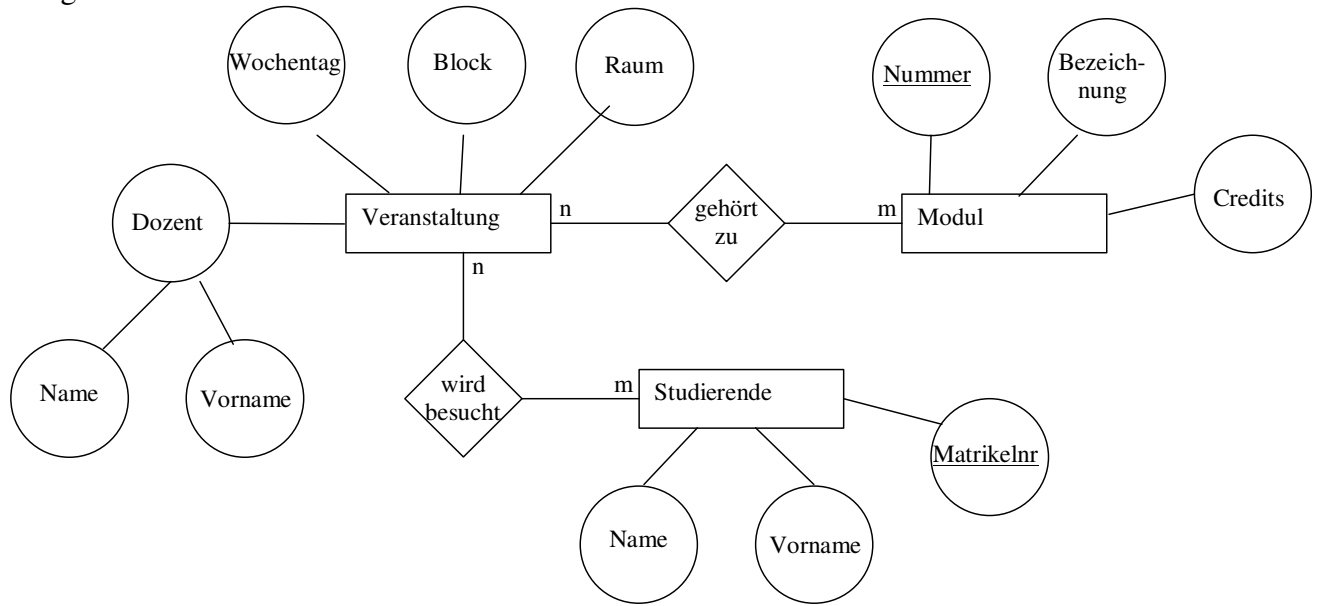 Wochentag
Block
Raum
Nummer
Bezeich-
nung
Dozent
Veranstaltung
n
gehört
zu
m
Modul
Credits
n
Name
Vorname
wird
besucht
m
Studierende
Matrikelnr
Name
Vorname